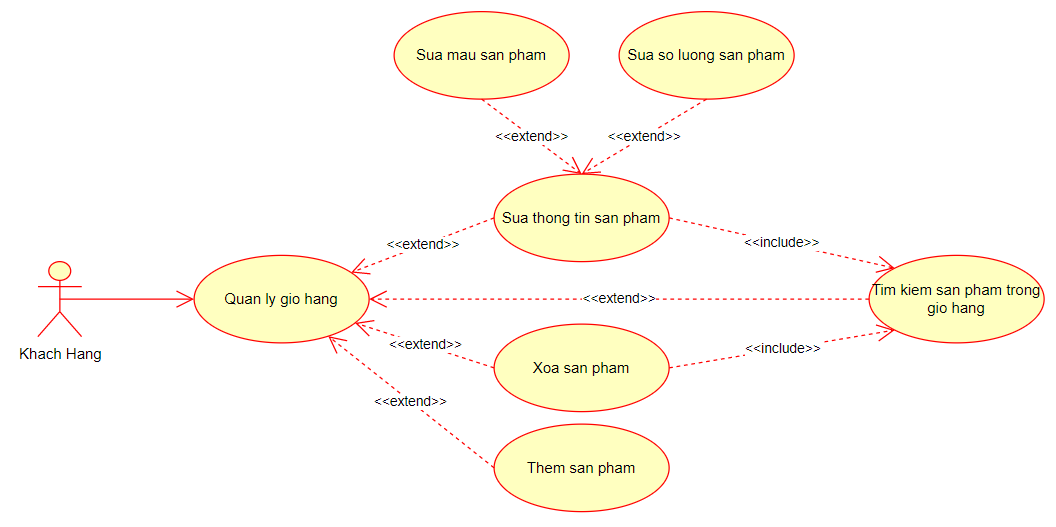 Sua mau san pham
Sua so luong san pham
<<extend>>
<<extend>>
Sua thong tin san pham
<<extend>>
<<include>>
Quan ly gio hang
<<extend>>
Tim kiem san pham trong
gio hang
Khach Hang
<<extend>>
<<include>>
Xoa san pham
<<extend>>
Them san pham